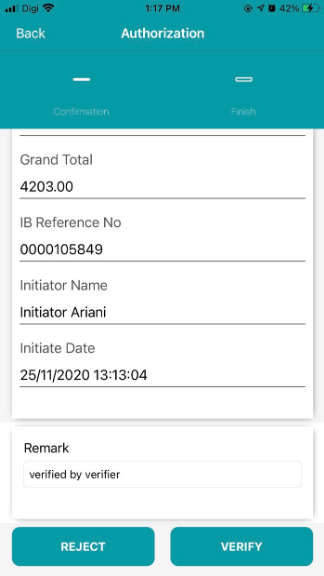 Digi 1:17 PM 42%
Back Authorization
Confirmation Finish
Grand Total
4203.00
IB Reference No
0000105849
Initiator Name
Initiator Ariani
Initiate Date
25/11/2020 13:13:04
Remark
verified by verifier
REJECT VERIFY